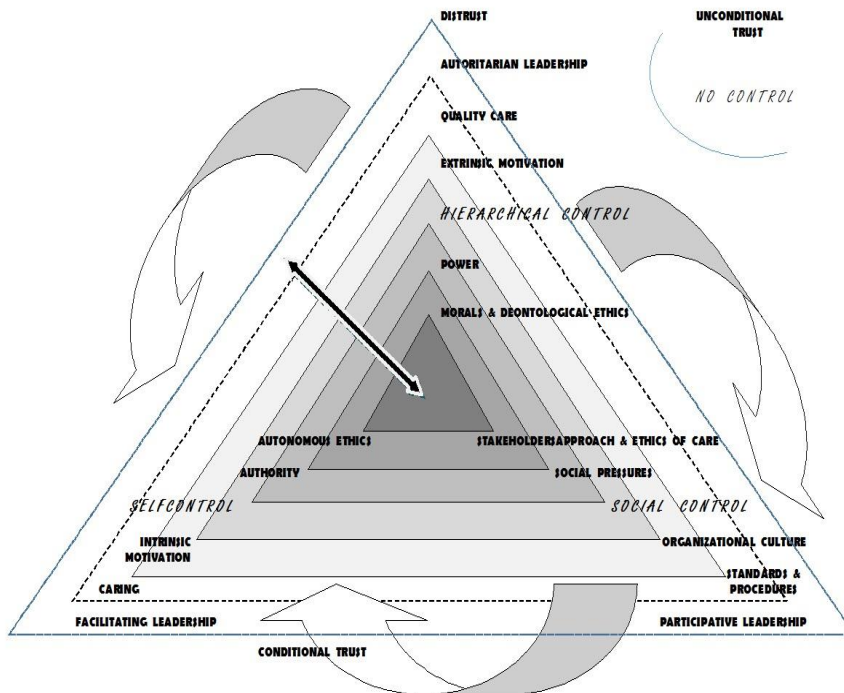 DISTRUST
UNCONDITIONAL
TRUST
AUTORITARIAN LEADERSHIP
NO CONTROL
QUALITY CARE
EXTRINSIC MOTIVATION
HIERARCHICAL CONTROL
POWER
MORALS & DEONTOLOGICAL ETHICS
AUTONOMOUS ETHICS
STAKEHOLDERSAPPROACH & ETHICS OF CARE
AUTHORITY
SOCIAL PRESSURES
SELFCONTROL
SOCIAL CONTROL
INTRINSIC
MOTIVATION
ORGANIZATIONAL CULTURE
CARING
STANDARDS &
PROCEDURES
FACILITATING LEADERSHIP
PARTICIPATIVE LEADERSHIP
CONDITIONAL TRUST